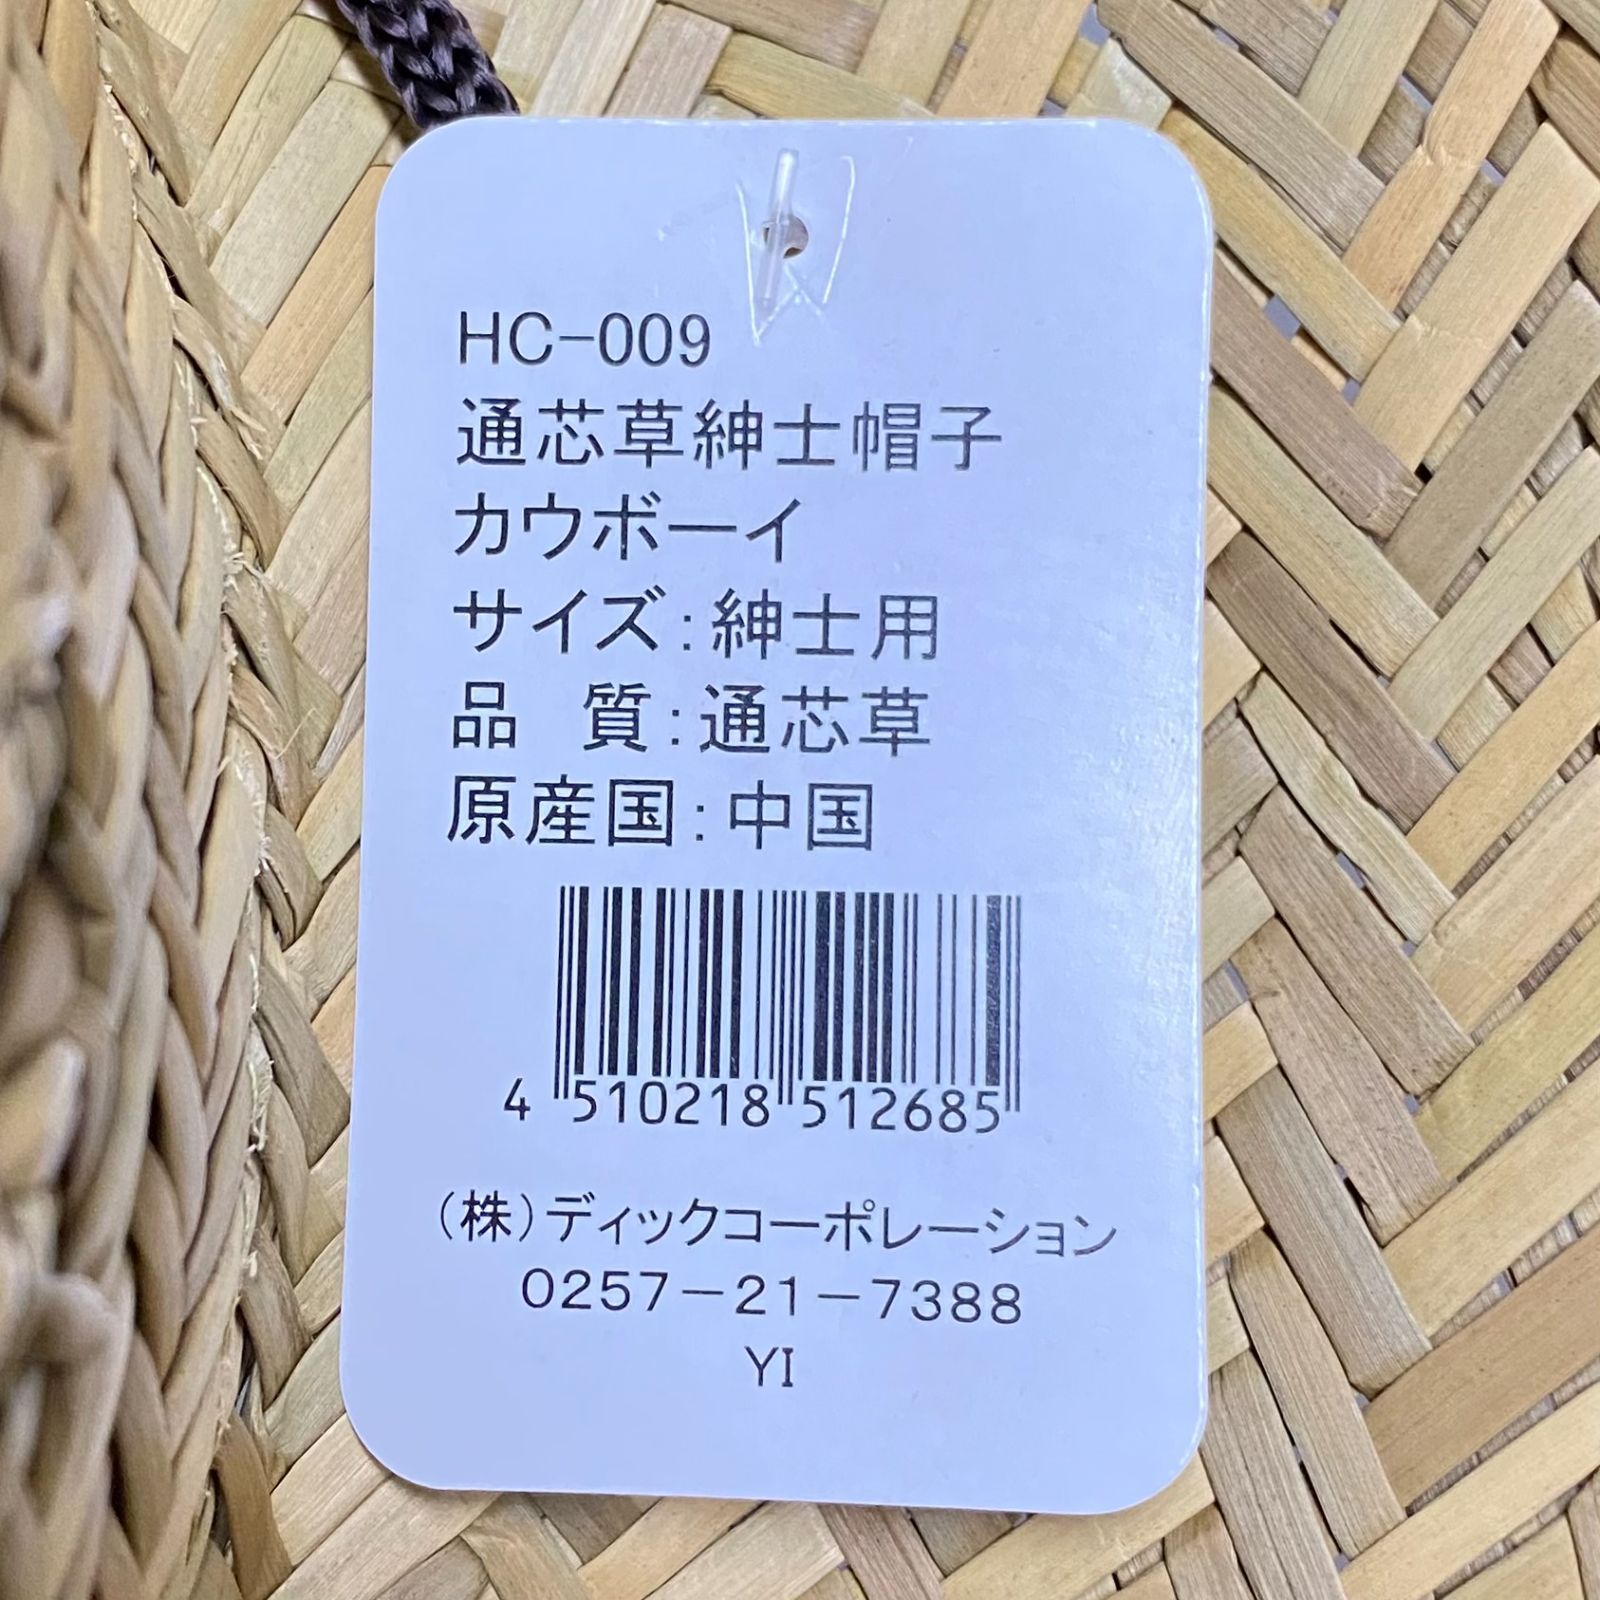 HC-009
通芯草紳士帽子
カウボーイ
サイズ:紳士用
品　質:通芯草
原産国:中国
4 510218 512685
(株)ディックコーポレーション
0257-21-7388
YI